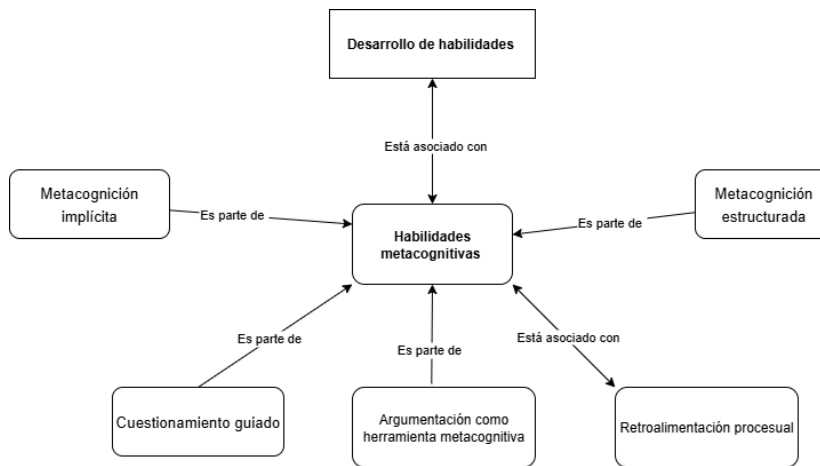 Desarrollo de habilidades
Está asociado con
Metacognición
implícita
Metacognición
estructurada
Es parte de
Es parte de
Habilidades
metacognitivas
Es parte de
Está asociado con
Es parte de
Cuestionamiento guiado
Argumentación como
herramienta metacognitiva
Retroalimentación procesual